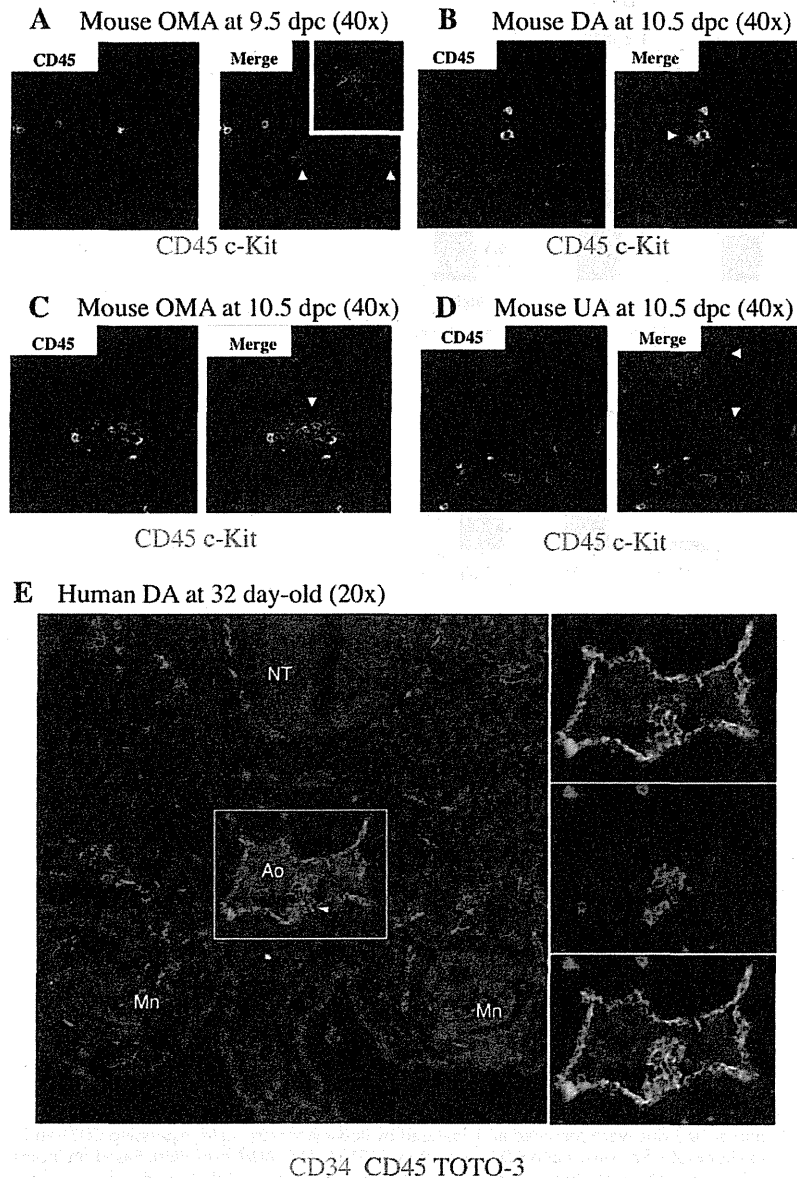 A Mouse OMA at 9.5 dpc (40x)
CD45
Merge
CD45 c-Kit
B Mouse DA at 10.5 dpc (40x)
CD45
Merge
CD45 c-Kit
C Mouse OMA at 10.5 dpc (40x)
CD45
Merge
CD45 c-Kit
D Mouse UA at 10.5 dpc (40x)
CD45
Merge
CD45 c-Kit
E Human DA at 32 day-old (20x)
NT
Ao
Mn
Mn
CD34 CD45 TOTO-3